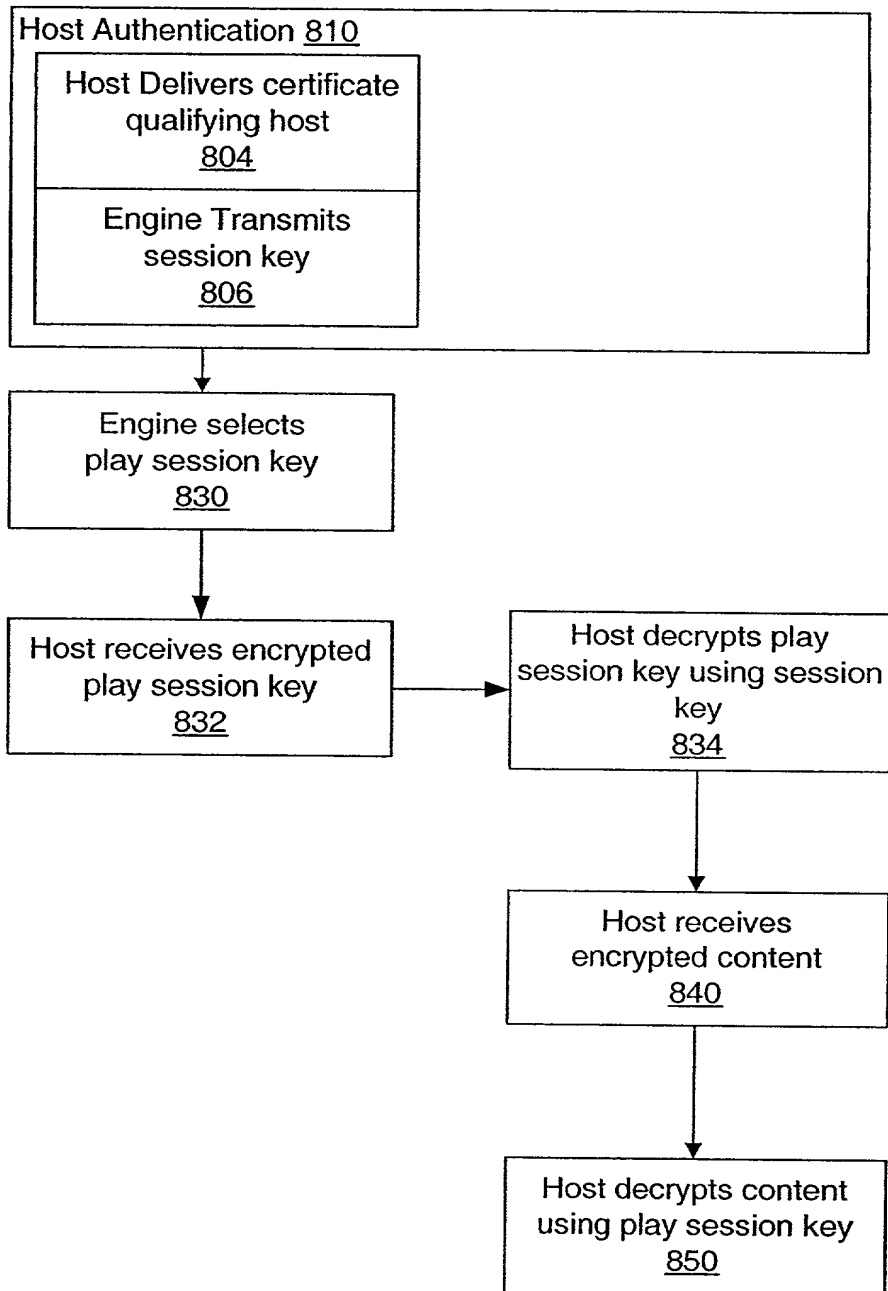 Host Authentication 810
Host Delivers certificate
qualifying host
804
Engine Transmits
session key
806
Engine selects
play session key
830
Host receives encrypted
play session key
832
Host decrypts play
session key using session
key
834
Host receives
encrypted content
840
Host decrypts content
using play session key
850